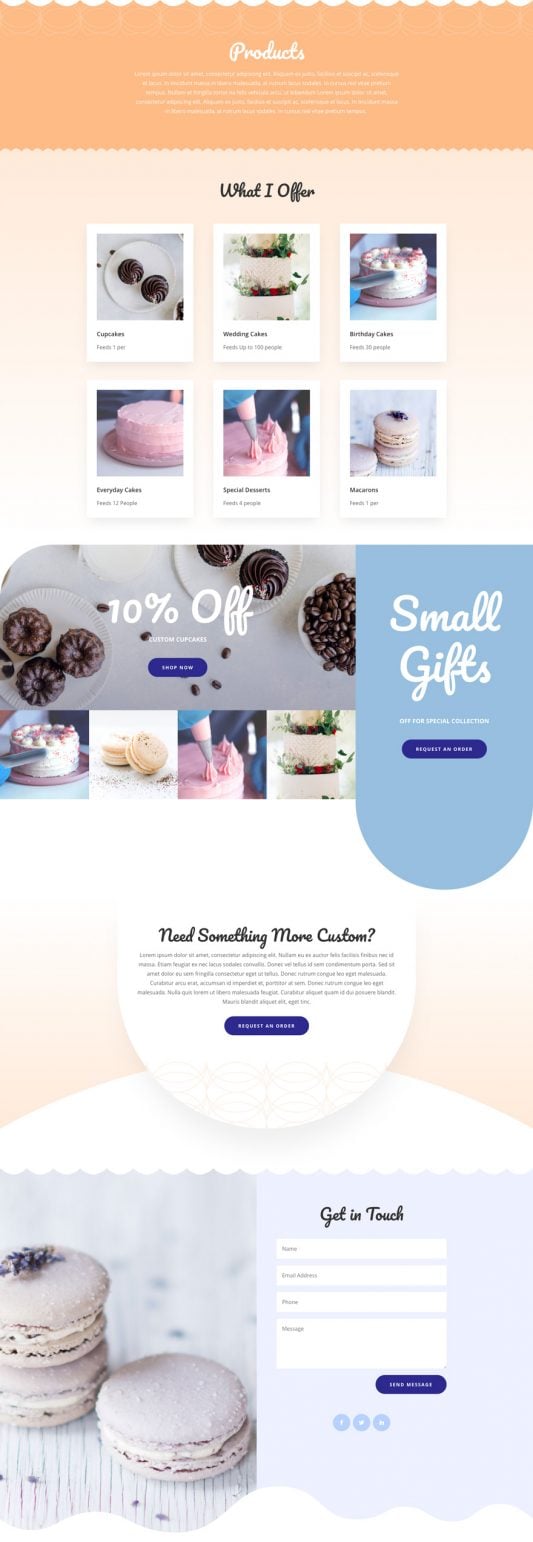 Products
Lorem ipsum dolor sit amet, consectetur adipiscing elit. Aliquam ex justo, facilisis et suscipit ac, scelerisque
et lacus. In tincidunt massa in libero malesuada, at rutrum lacus sodales. In cursus nisl vitae pretium
tempus. Nullam et fringilla tortor. ha felis vehicula arcu, ut bibendum Lorem ipsum dolor sit amet,
consectetur adipiscing elit. Aliquam ex justo, facilisis et suscipit ac, scelerisque et lacus. In tincidunt massa
in libero malesuada, at rutrum lacus sodales. In cursus nisl vitae pretium tempus.
What I Offer
Cupcakes
Feeds 1 per
Wedding Cakes
Feeds Up to 100 people
Birthday Cakes
Feeds 30 people
Everyday Cakes
Feeds 12 People
Special Desserts
Feeds 4 people
Macarons
Feeds 1 per
10% Off
CUSTOM CUPCAKES
SHOP NOW
Small
Gifts
OFF FOR SPECIAL COLLECTION
REQUEST AN ORDER
Need Something More Custom?
Lorem ipsum dolor sit amet, consectetur adipiscing elit. Nullam eu ex auctor felis facilisis finibus nec id
massa. Etiam feugiat ex nec lacus sodales convallis. Donec vel tellus id sem condimentum porta. Sed sit
amet dolor eu sem fringilla consectetur eget ut tellus. Donec rutrum congue leo eget malesuada.
Curabitur arcu erat, accumsan id imperdiet et, porttitor at sem. Donec rutrum congue leo eget
malesuada. Nulla quis lorem ut libero malesuada feugiat. Curabitur aliquet quam id dui posuere blandit.
Mauris blandit aliquet elit, eget tinc.
REQUEST AN ORDER
Get in Touch
Name
Email Address
Phone
Message
SEND MESSAGE